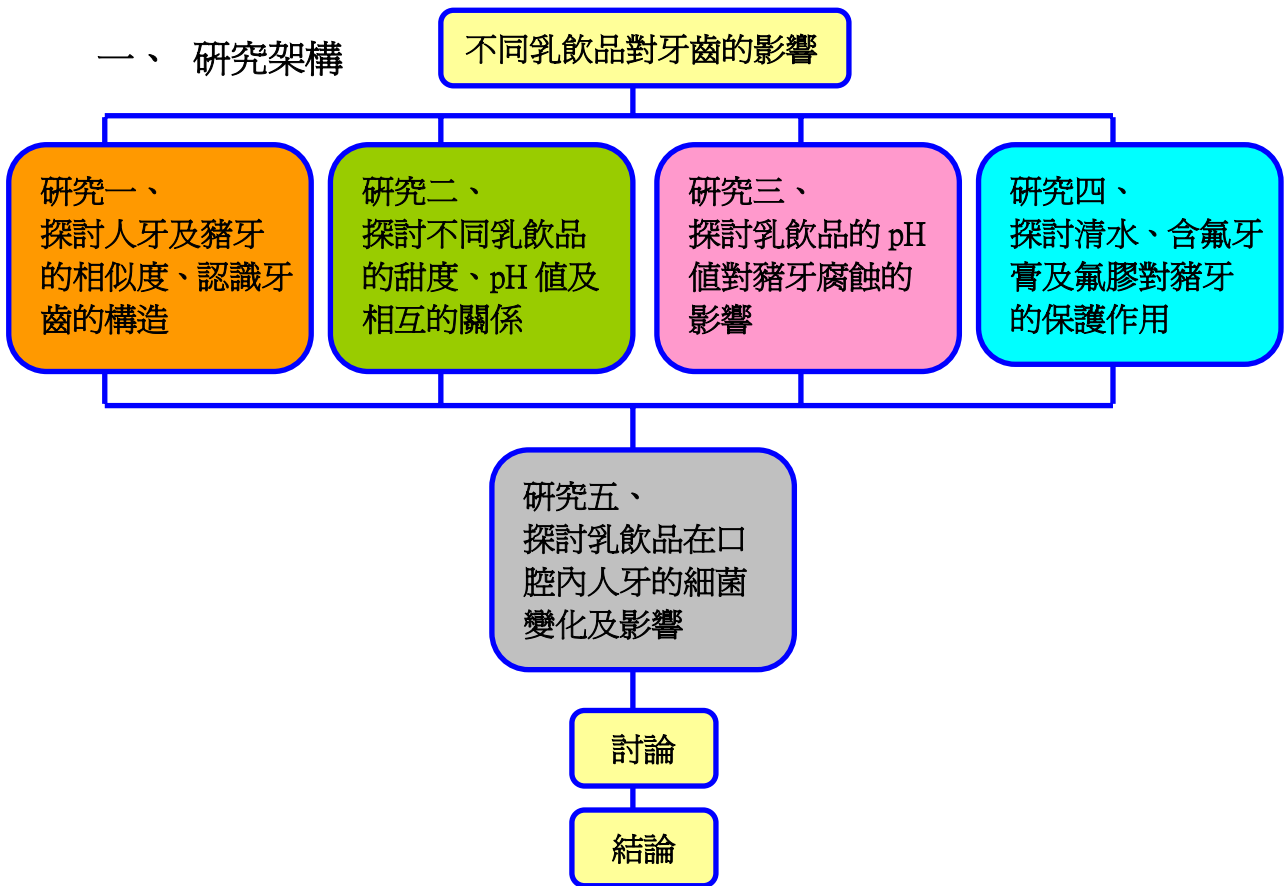 一、 研究架構
不同乳飲品對牙齒的影響
研究一、
探討人牙及豬牙
的相似度、認識牙
齒的構造
研究二、
探討不同乳飲品
的甜度、pH 值及
相互的關係
研究三、
探討乳飲品的 pH
值對豬牙腐蝕的
影響
研究四、
探討清水、含氟牙
膏及氟膠對豬牙
的保護作用
研究五、
探討乳飲品在口
腔內人牙的細菌
變化及影響
討論
結論